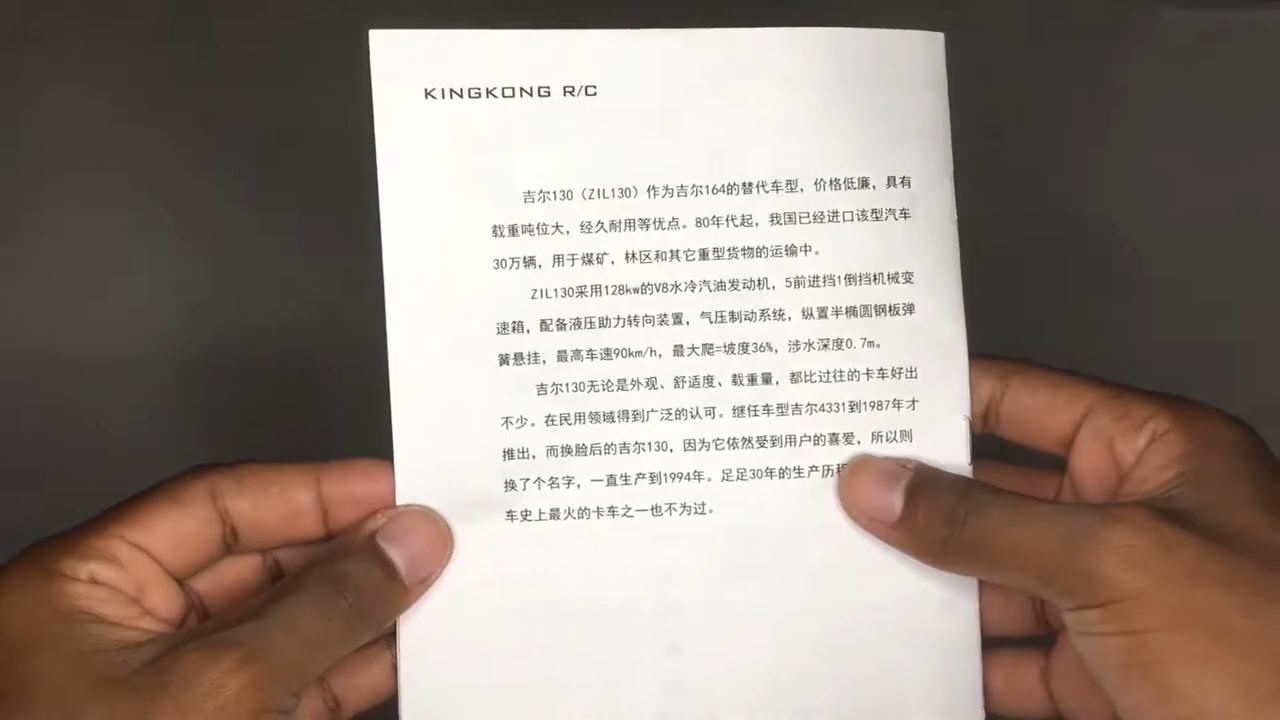 KINGKONG R/C
吉尔130（ZIL130）作为吉尔164的替代车型，价格低廉，具有
载重吨位大，经久耐用等优点。80年代起，我国已经进口该型汽车
30万辆，用于煤矿，林区和其它重型货物的运输中。
ZIL130采用128kw的V8水冷汽油发动机，5前进挡1倒挡机械变
速箱，配备液压助力转向装置，气压制动系统，纵置半椭圆钢板弹
簧悬挂，最高车速90km/h，最大爬=坡度36%，涉水深度0.7m。
吉尔130无论是外观、舒适度、载重量，都比过往的卡车好出
不少。在民用领域得到广泛的认可。继任车型吉尔4331到1987年才
推出，而换脸后的吉尔130，因为它依然受到用户的喜爱，所以则
换了个名字，一直生产到1994年。足足30年的生产历
车史上最火的卡车之一也不为过。